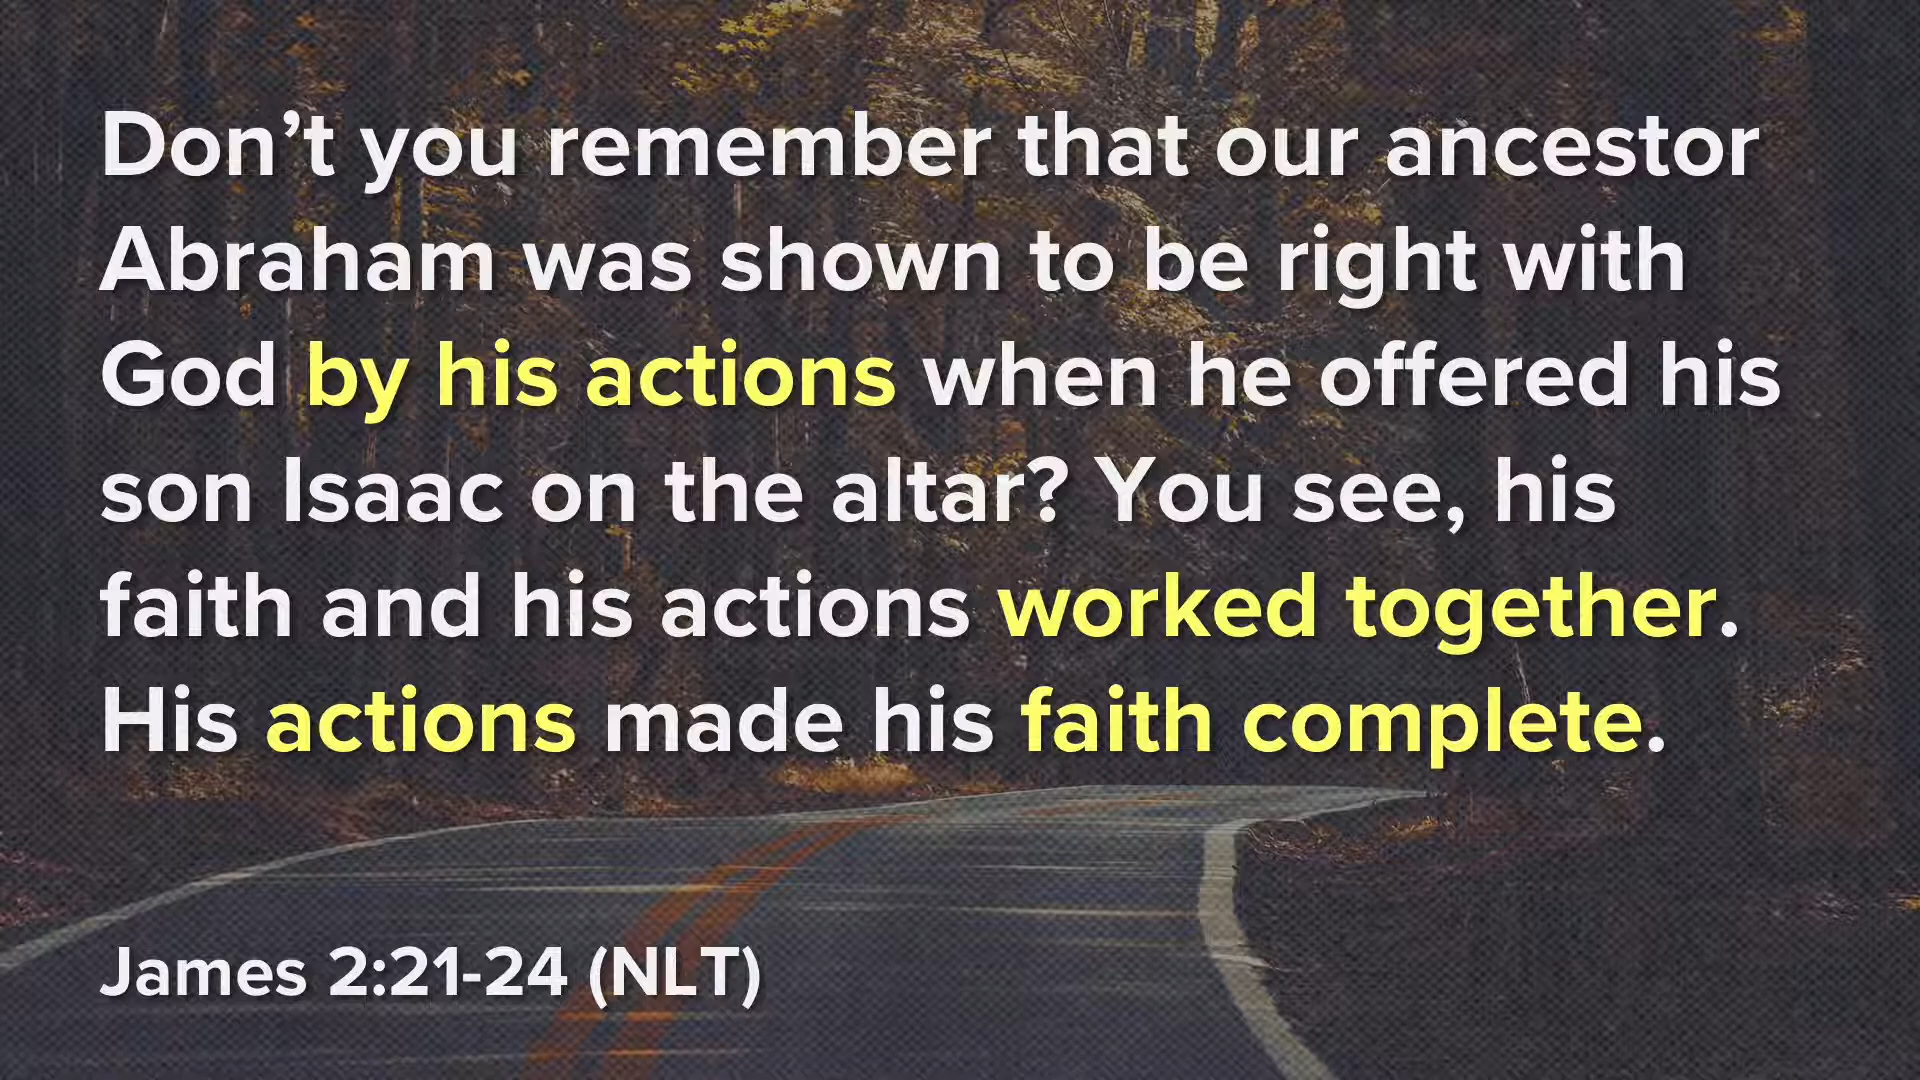 Don’t you remember that our ancestor
Abraham was shown to be right with
God by his actions when he offered his
son Isaac on the altar? You see, his
faith and his actions worked together.
His actions made his faith complete.
James 2:21-24 (NLT)